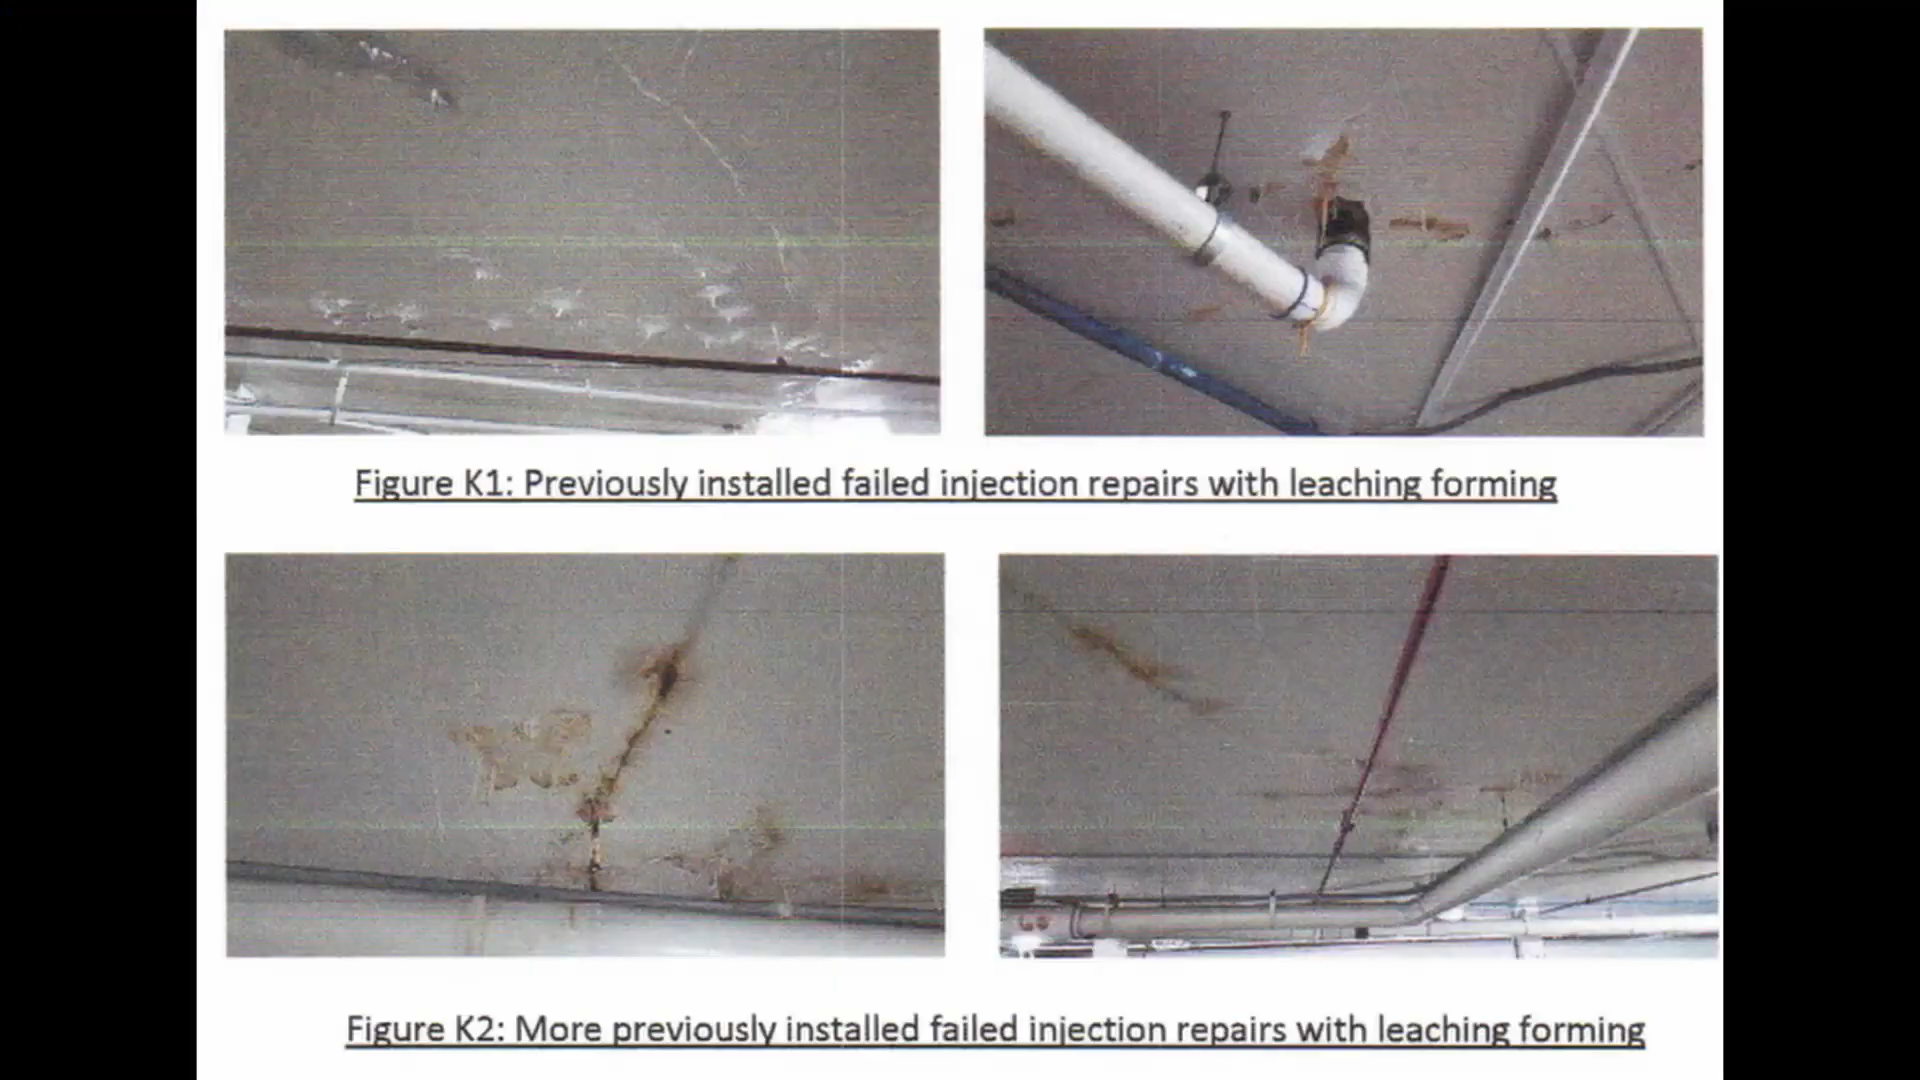 Figure K1: Previously installed failed injection repairs with leaching forming
Figure K2: More previously installed failed injection repairs with leaching forming